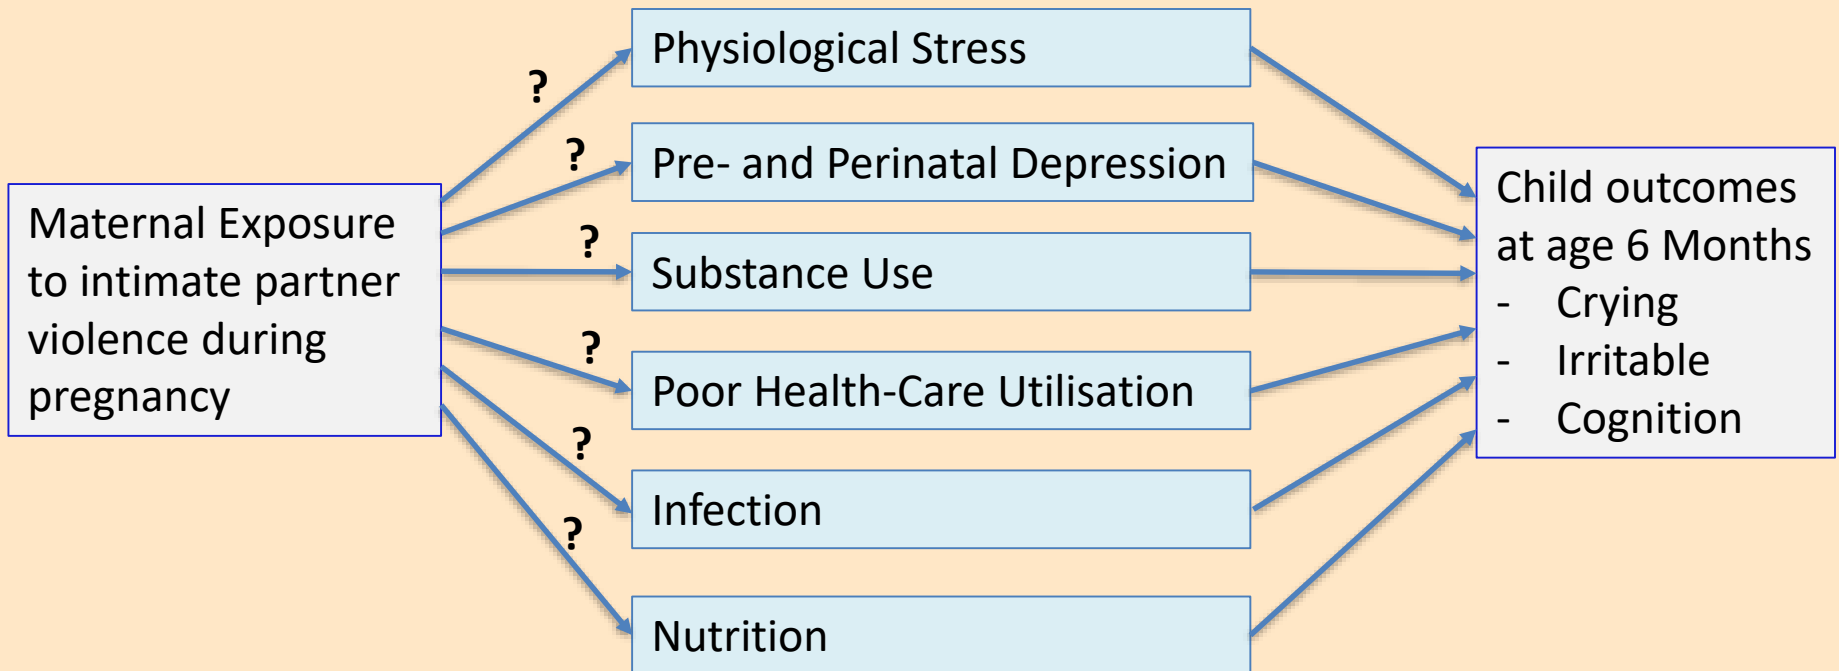 Physiological Stress
?
?
Pre- and Perinatal Depression
?
Substance Use
?
Poor Health-Care Utilisation
?
Infection
?
Nutrition
Maternal Exposure
to intimate partner
violence during
pregnancy
Child outcomes
at age 6 Months
- Crying
- Irritable
- Cognition